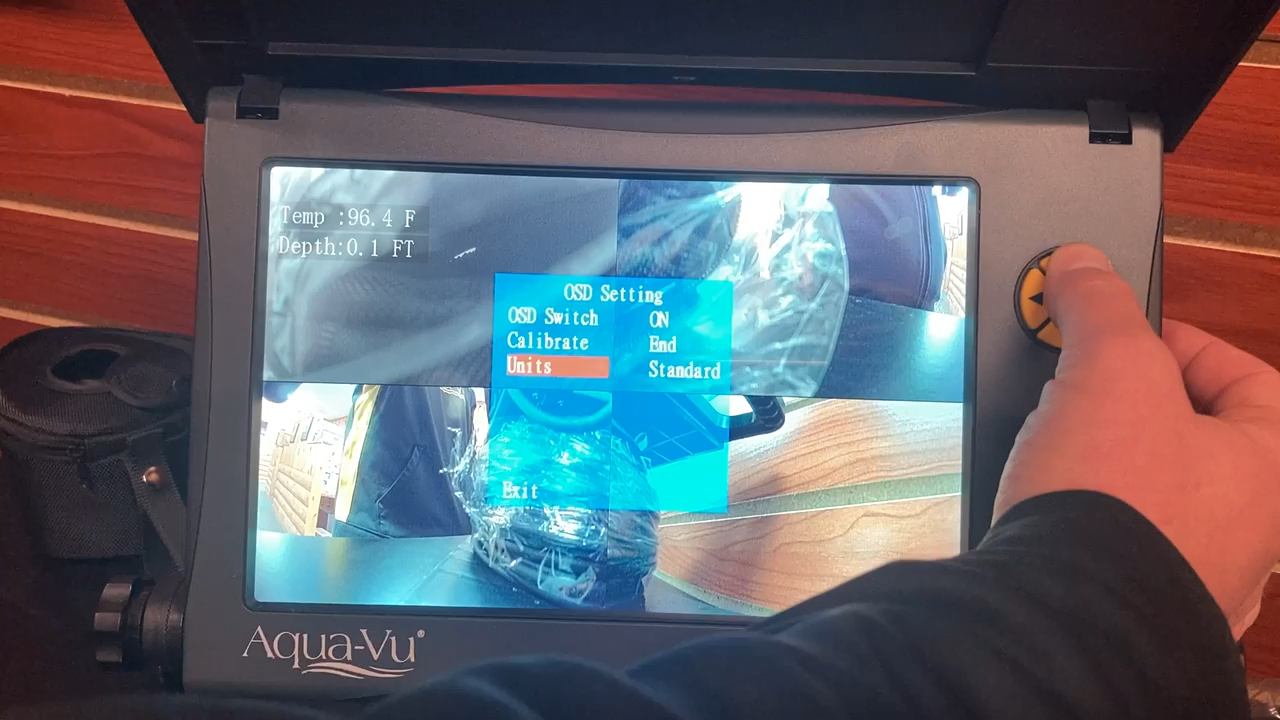 Temp :96.4 F
Depth:0.1 FT
OSD Setting
OSD Switch ON
Calibrate End
Units Standard
Exit
Aqua-Vu®